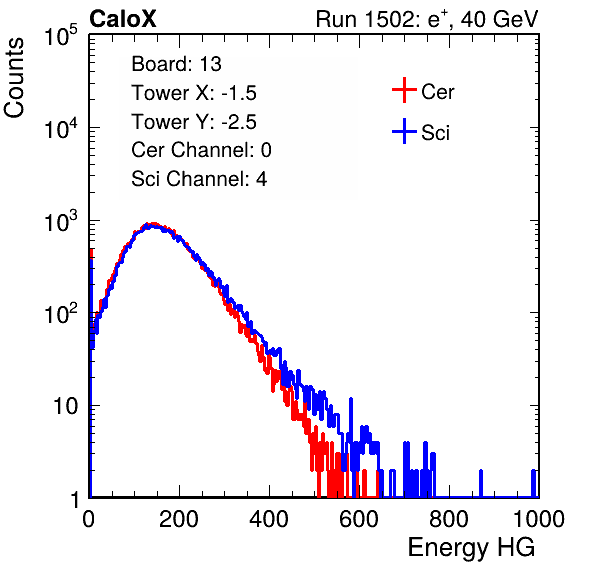 CaloX Run 1502: e⁺, 40 GeV
Counts
10⁵
10⁴
10³
10²
10
1
Board: 13
Tower X: -1.5
Tower Y: -2.5
Cer Channel: 0
Sci Channel: 4
Cer
Sci
0 200 400 600 800 1000
Energy HG